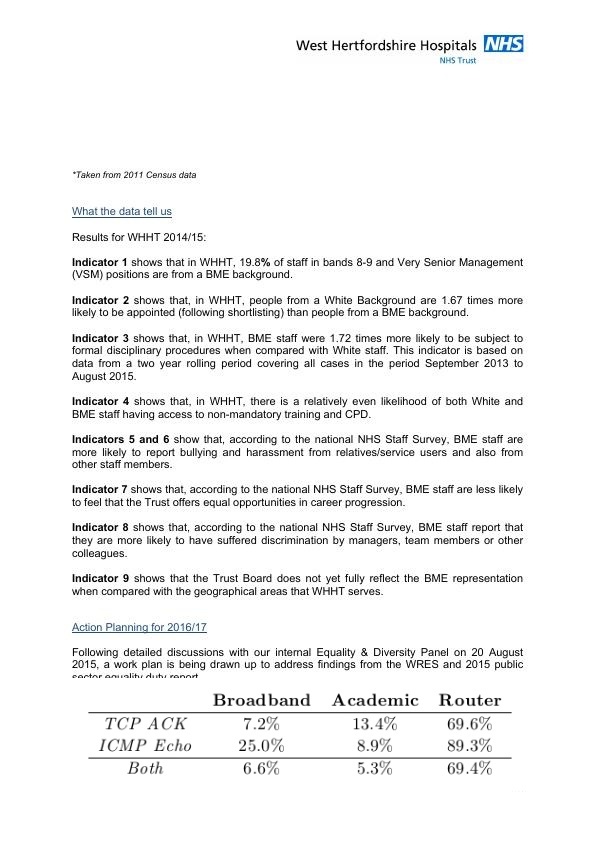 West Hertfordshire Hospitals NHS
NHS Trust
*Taken from 2011 Census data
What the data tell us
Results for WHHT 2014/15:
Indicator 1 shows that in WHHT, 19.8% of staff in bands 8-9 and Very Senior Management
(VSM) positions are from a BME background.
Indicator 2 shows that, in WHHT, people from a White Background are 1.67 times more
likely to be appointed (following shortlisting) than people from a BME background.
Indicator 3 shows that, in WHHT, BME staff were 1.72 times more likely to be subject to
formal disciplinary procedures when compared with White staff. This indicator is based on
data from a two year rolling period covering all cases in the period September 2013 to
August 2015.
Indicator 4 shows that, in WHHT, there is a relatively even likelihood of both White and
BME staff having access to non-mandatory training and CPD.
Indicators 5 and 6 show that, according to the national NHS Staff Survey, BME staff are
more likely to report bullying and harassment from relatives/service users and also from
other staff members.
Indicator 7 shows that, according to the national NHS Staff Survey, BME staff are less likely
to feel that the Trust offers equal opportunities in career progression.
Indicator 8 shows that, according to the national NHS Staff Survey, BME staff report that
they are more likely to have suffered discrimination by managers, team members or other
colleagues.
Indicator 9 shows that the Trust Board does not yet fully reflect the BME representation
when compared with the geographical areas that WHHT serves.
Action Planning for 2016/17
Following detailed discussions with our internal Equality & Diversity Panel on 20 August
2015, a work plan is being drawn up to address findings from the WRES and 2015 public
sector equality duty report
Broadband Academic Router
TCP ACK 7.2% 13.4% 69.6%
ICMP Echo 25.0% 8.9% 89.3%
Both 6.6% 5.3% 69.4%